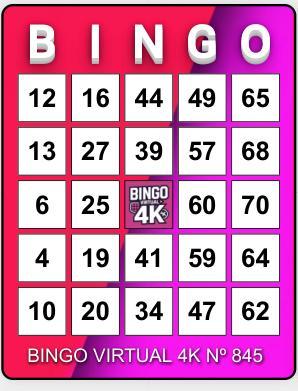 B I N G O
12 16 44 49 65
13 27 39 57 68
6 25 BINGO VIRTUAL 4K 60 70
4 19 41 59 64
10 20 34 47 62
BINGO VIRTUAL 4K Nº 845